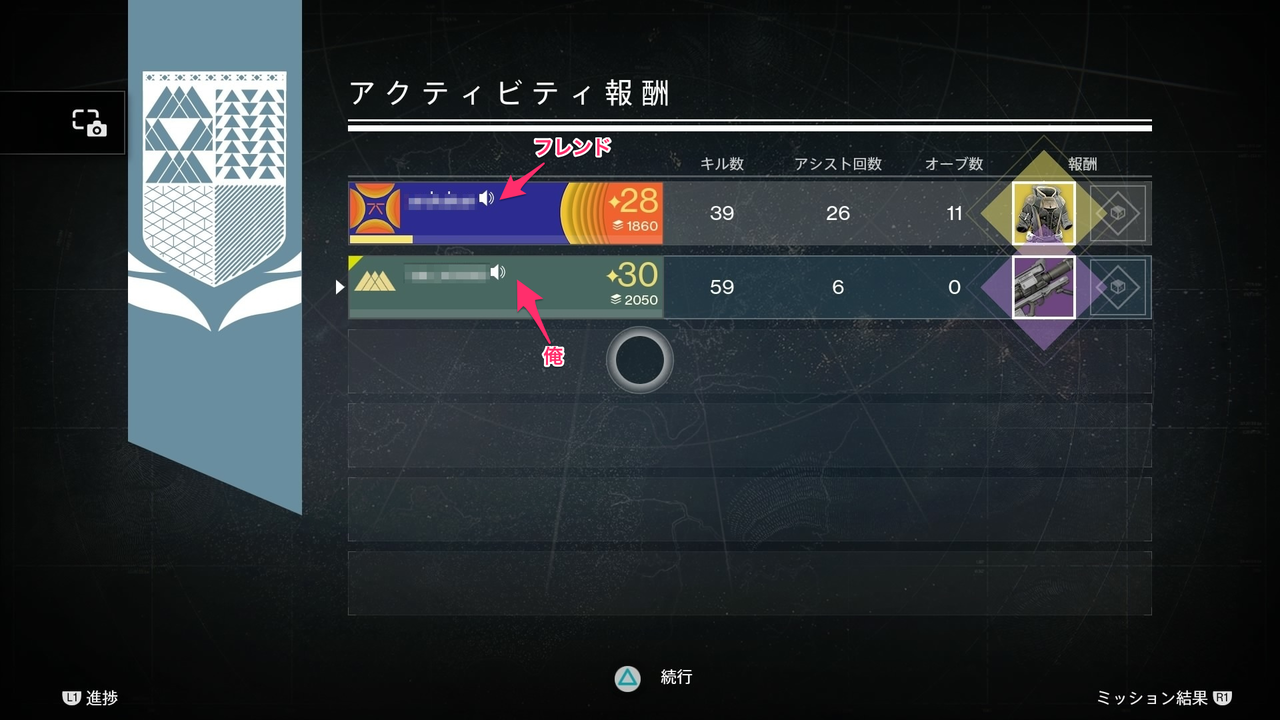 アクティビティ報酬
フレンド
キル数 アシスト回数 オーブ数 報酬
28
1860
39 26 11
30
2050
59 6 0
俺
続行
L1 進捗
ミッション結果 R1